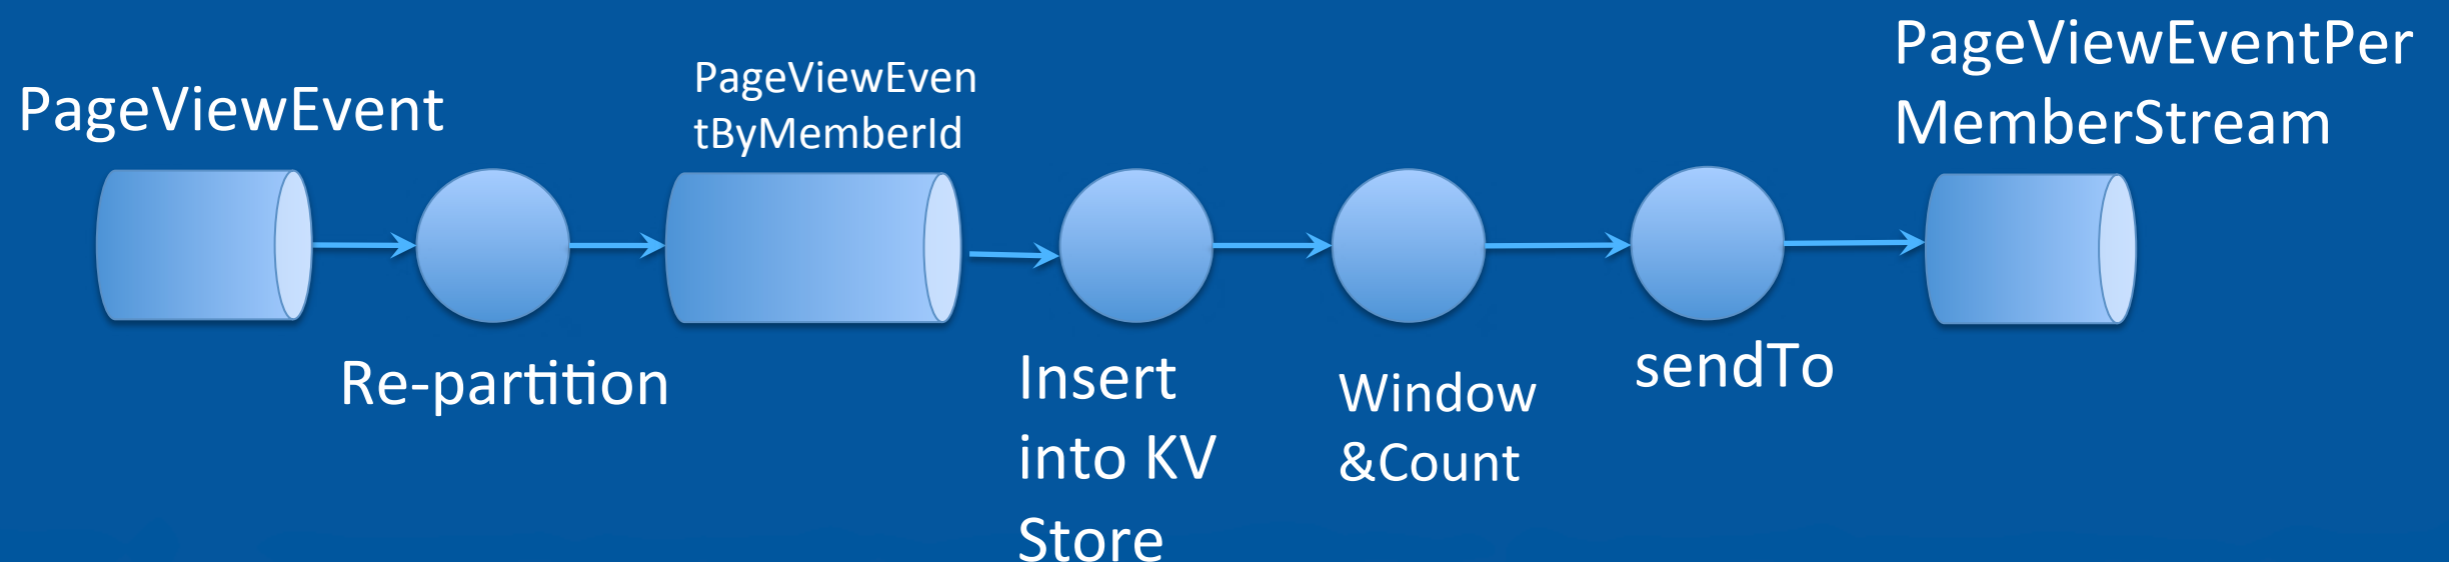 PageViewEvent
Re-partition
PageViewEven
tByMemberId
Insert
into KV
Store
Window
&Count
sendTo
PageViewEventPer
MemberStream